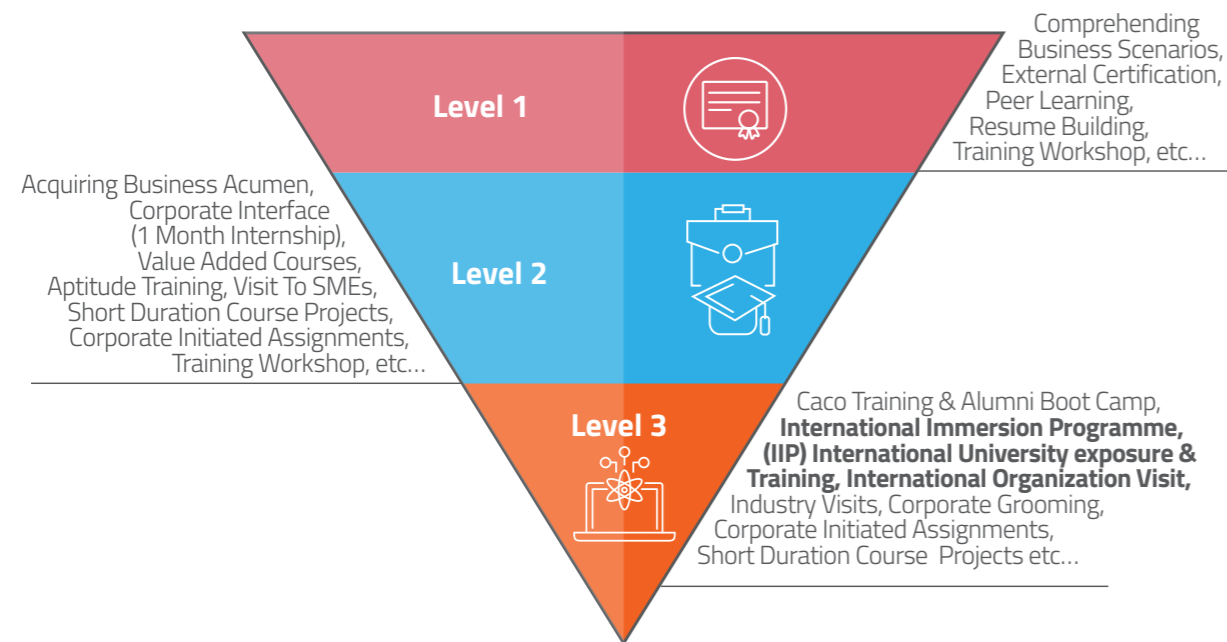 Level 1
Comprehending
Business Scenarios,
External Certification,
Peer Learning,
Resume Building,
Training Workshop, etc...
Level 2
Acquiring Business Acumen,
Corporate Interface
(1 Month Internship),
Value Added Courses,
Aptitude Training, Visit To SMEs,
Short Duration Course Projects,
Corporate Initiated Assignments,
Training Workshop, etc...
Level 3
Caco Training & Alumni Boot Camp,
International Immersion Programme,
(IIP) International University exposure &
Training, International Organization Visit,
Industry Visits, Corporate Grooming,
Corporate Initiated Assignments,
Short Duration Course Projects etc...